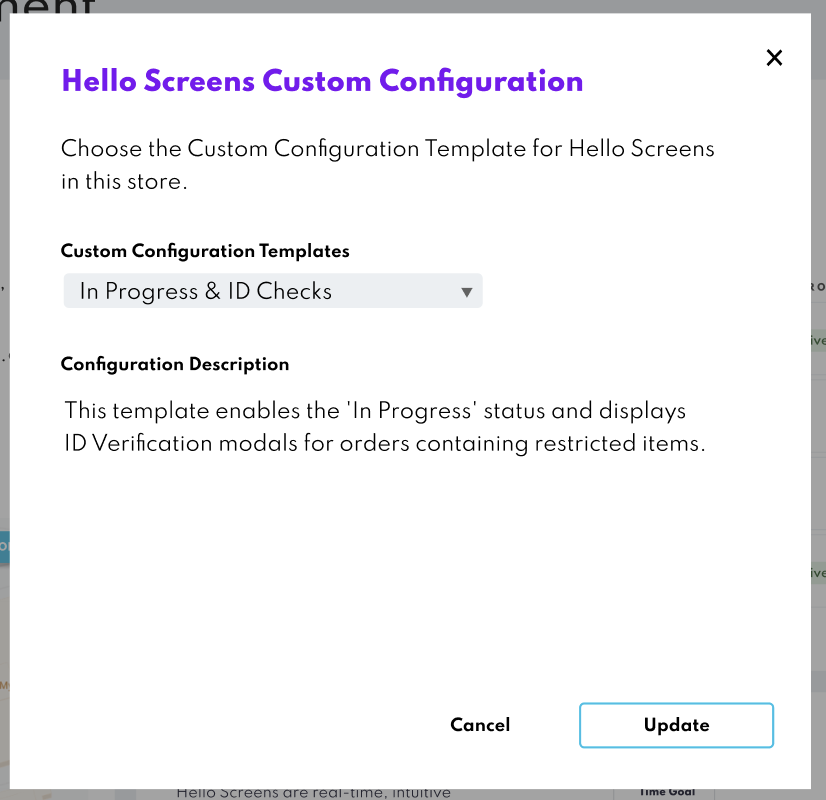 Hello Screens Custom Configuration
Choose the Custom Configuration Template for Hello Screens
in this store.
Custom Configuration Templates
In Progress & ID Checks
Configuration Description
This template enables the 'In Progress' status and displays
ID Verification modals for orders containing restricted items.
Cancel
Update
Hello Screens are real-time, intuitive
Time Goal